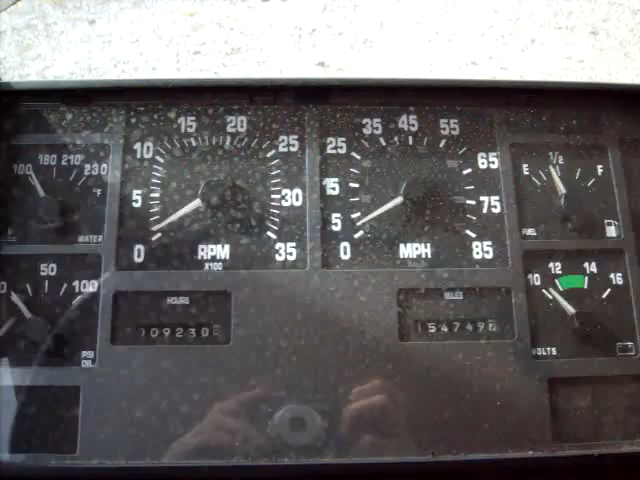 100 180 210 230
°F
WATER
0 5 10 15 20 25 30 35
RPM
X100
0 5 15 25 35 45 55 65 75 85
MPH
E 1/2 F
FUEL
50 100
PSI
OIL
HOURS
MILES
10 12 14 16
VOLTS